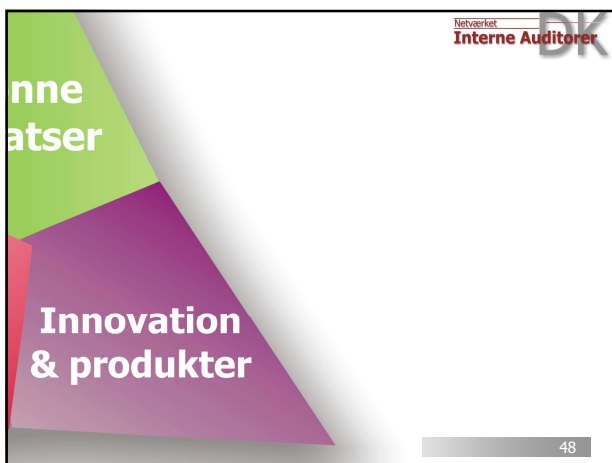 Netværket
Interne Auditorer
DK
nne
atser
Innovation
& produkter
48